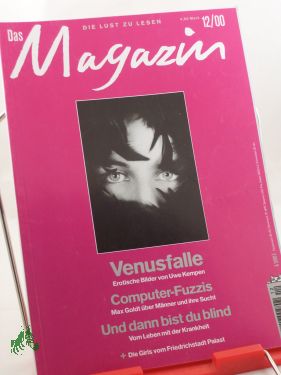 DIE LUST ZU LESEN
Das Magazin
12/00
Venusfalle
Erotische Bilder von Uwe Kempen
Computer-Fuzzis
Max Goldt über Männer und ihre Sucht
Und dann bist du blind
Vom Leben mit der Krankheit
+ Die Girls vom Friedrichstadt Palast